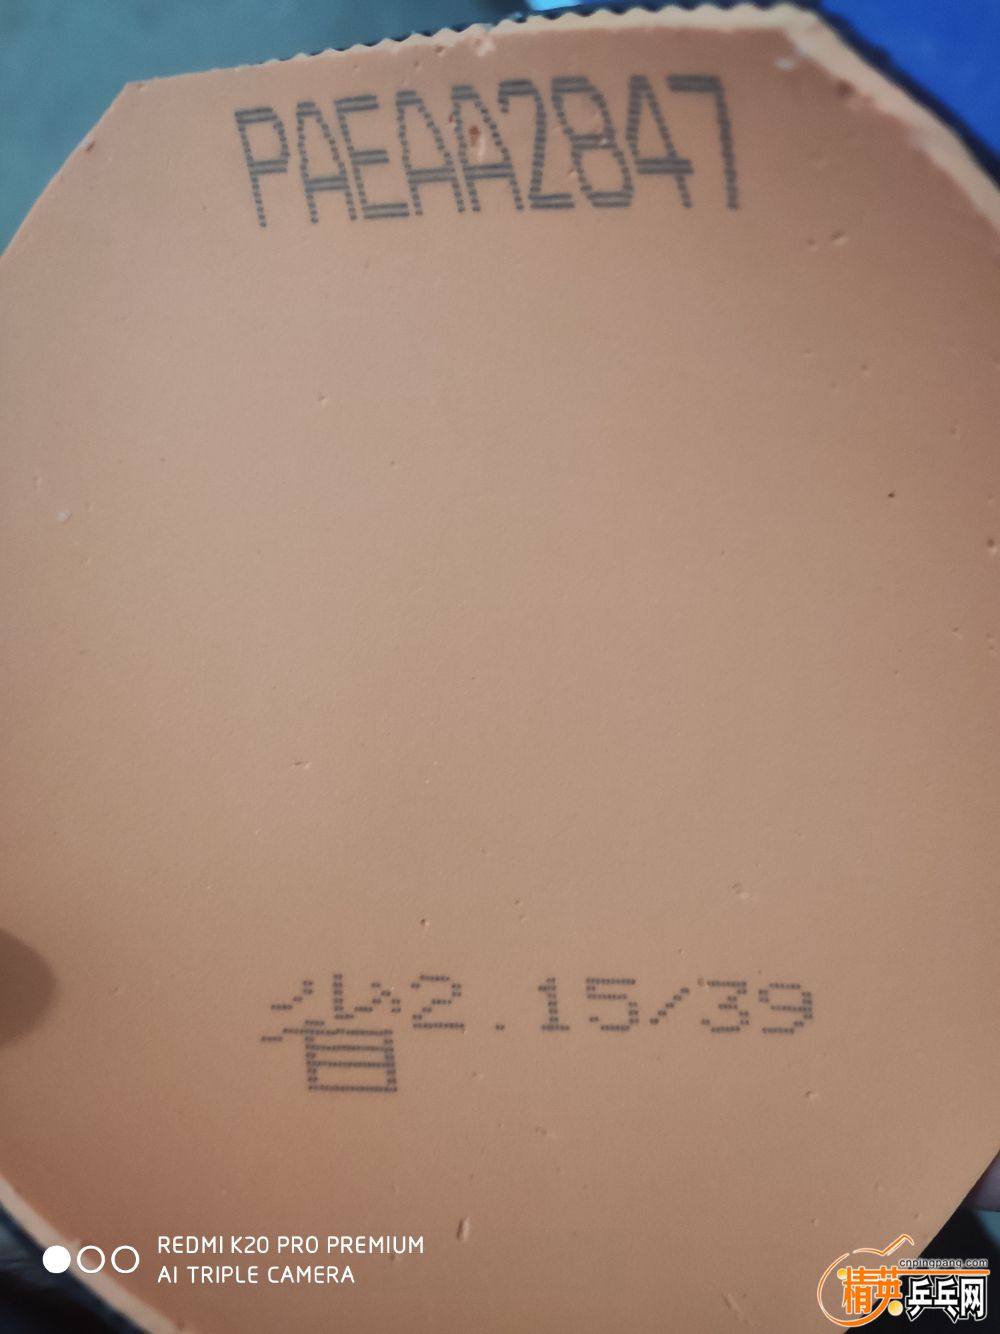 PAEAA2847
省2.15/39
REDMI K20 PRO PREMIUM
AI TRIPLE CAMERA
cnpingpang.com
精英乒乓网